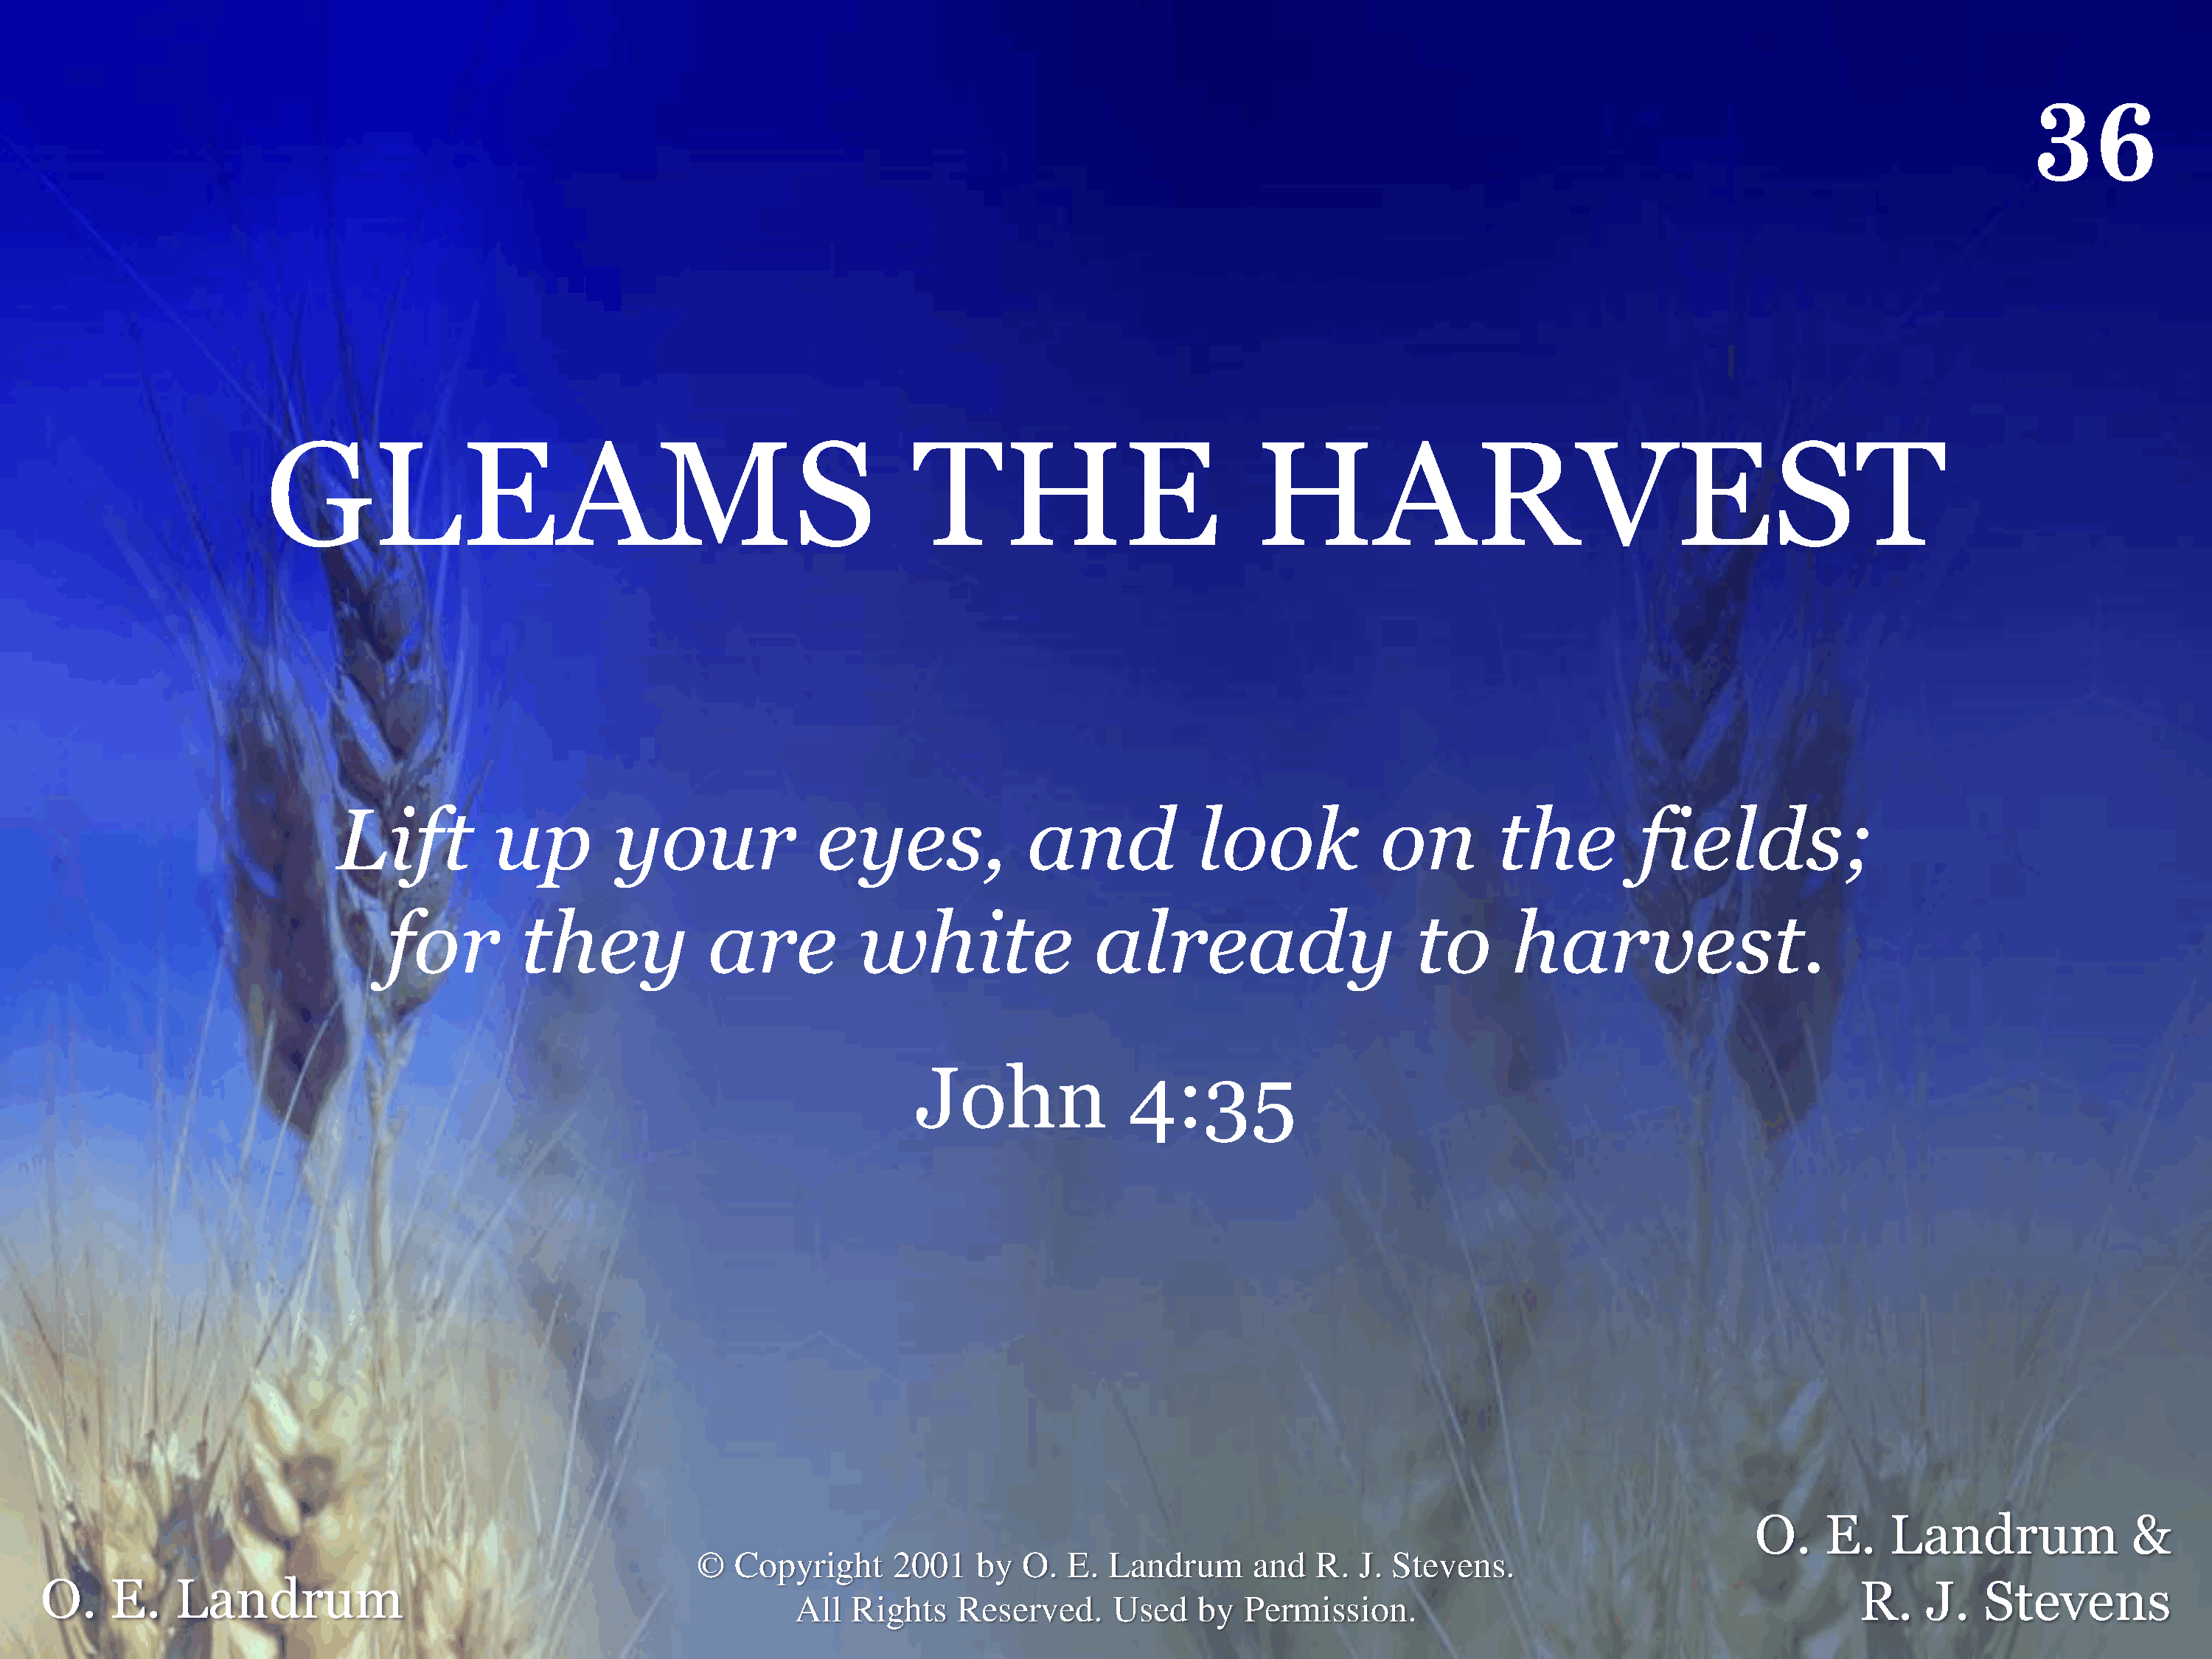 36
GLEAMS THE HARVEST
Lift up your eyes, and look on the fields;
for they are white already to harvest.
John 4:35
O. E. Landrum
© Copyright 2001 by O. E. Landrum and R. J. Stevens.
All Rights Reserved. Used by Permission.
O. E. Landrum &
R. J. Stevens